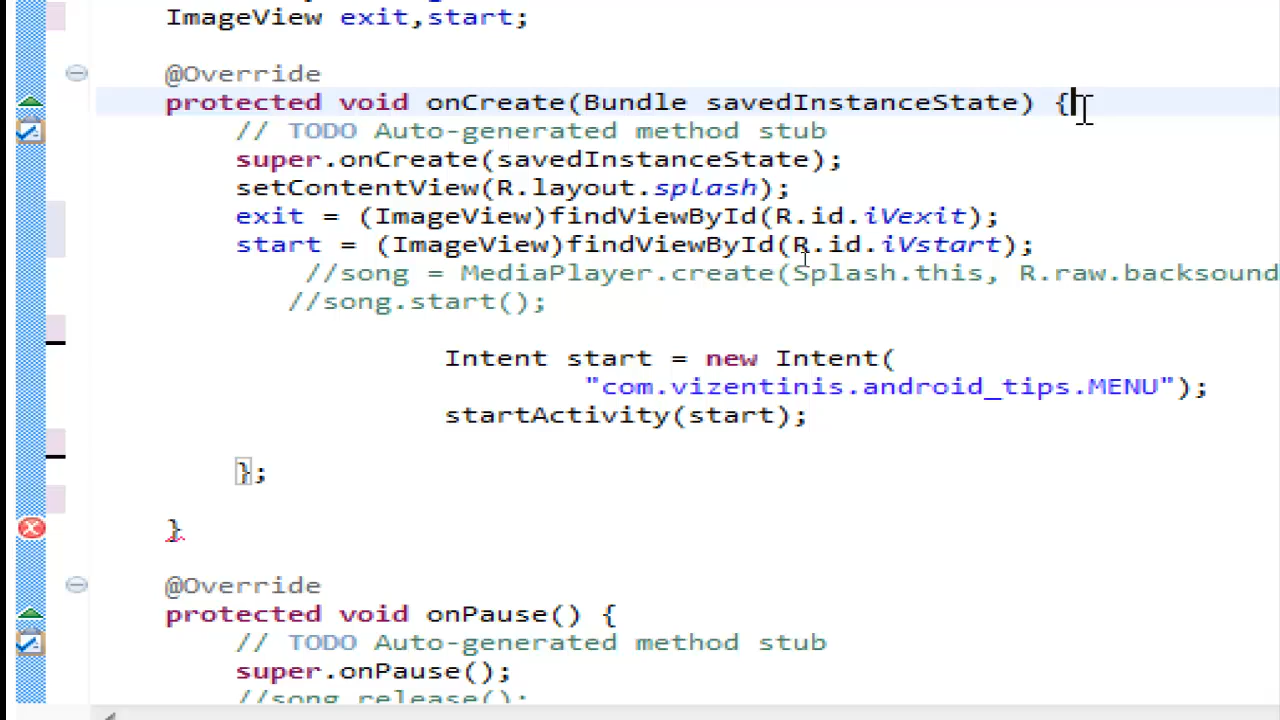 ImageView exit,start;
@Override
protected void onCreate(Bundle savedInstanceState) {
// TODO Auto-generated method stub
super.onCreate(savedInstanceState);
setContentView(R.layout.splash);
exit = (ImageView)findViewById(R.id.iVexit);
start = (ImageView)findViewById(R.id.iVstart);
//song = MediaPlayer.create(Splash.this, R.raw.backsound
//song.start();
Intent start = new Intent(
"com.vizentinis.android_tips.MENU");
startActivity(start);
};
}
@Override
protected void onPause() {
// TODO Auto-generated method stub
super.onPause();
//song release();